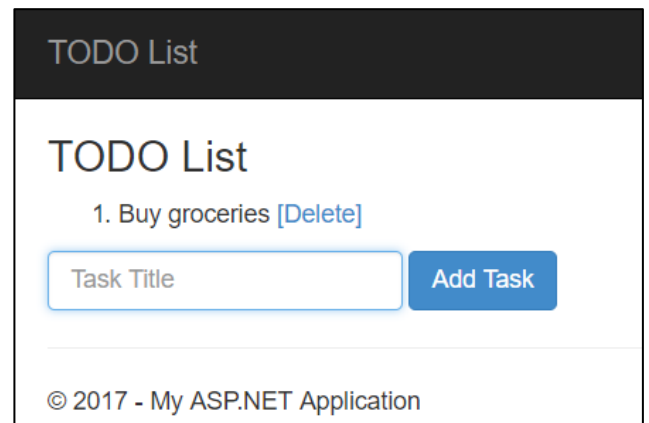 TODO List
TODO List
1. Buy groceries [Delete]
Task Title Add Task
© 2017 - My ASP.NET Application